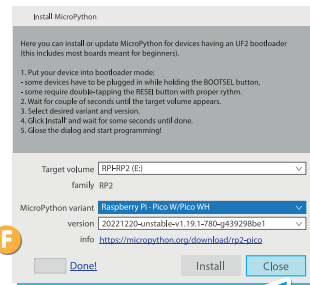 Install MicroPython
Here you can install or update MicroPython for devices having an UF2 bootloader
(this includes most boards meant for beginners).
1. Put your device into bootloader mode:
- some devices have to be plugged in while holding the BOOTSEL button,
- some require double-tapping the RESET button with proper rythm.
2. Wait for couple of seconds until the target volume appears.
3. Select desired variant and version.
4. Click Install' and wait for some seconds until done.
5. Close the dialog and start programming!
Target volume RPI-RP2 (E:)
family RP2
MicroPython variant Raspberry Pi - Pico W/Pico WH
version 20221220-unstable-v1.19.1-780-g439298be1
F
info https://micropython.org/download/rp2-pico
Done! Install Close